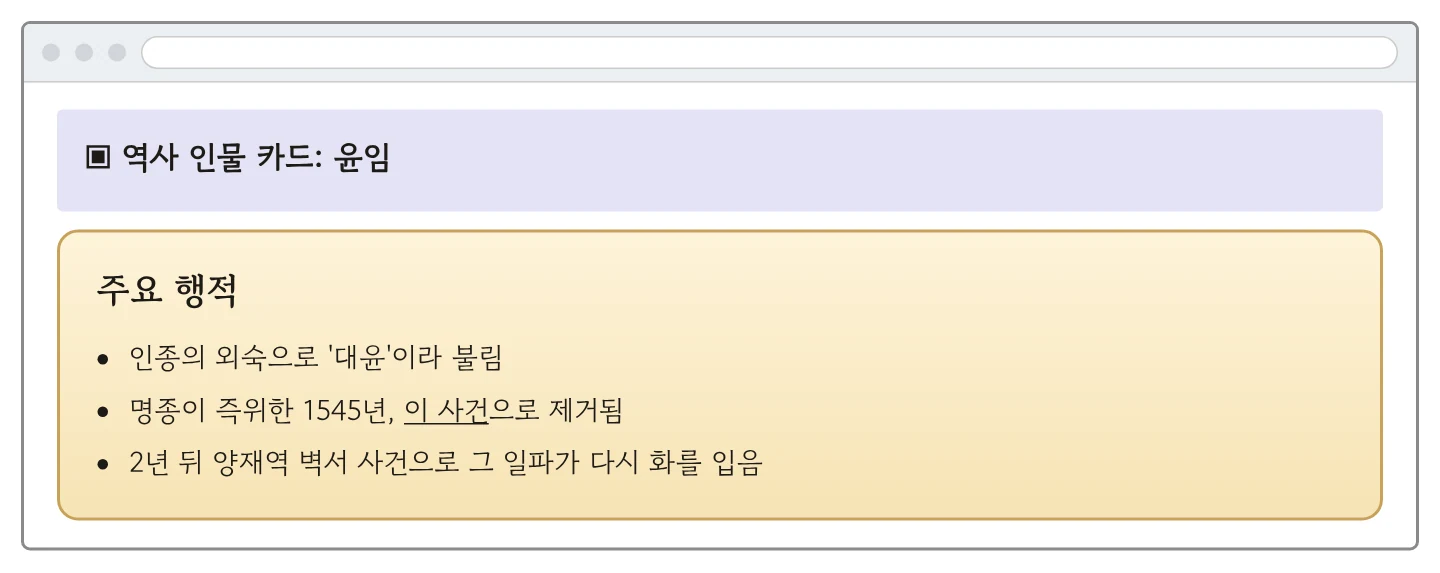 ▣ 역사 인물 카드: 윤임
주요 행적
● 인종의 외숙으로 '대윤'이라 불림
● 명종이 즉위한 1545년, 이 사건으로 제거됨
● 2년 뒤 양재역 벽서 사건으로 그 일파가 다시 화를 입음